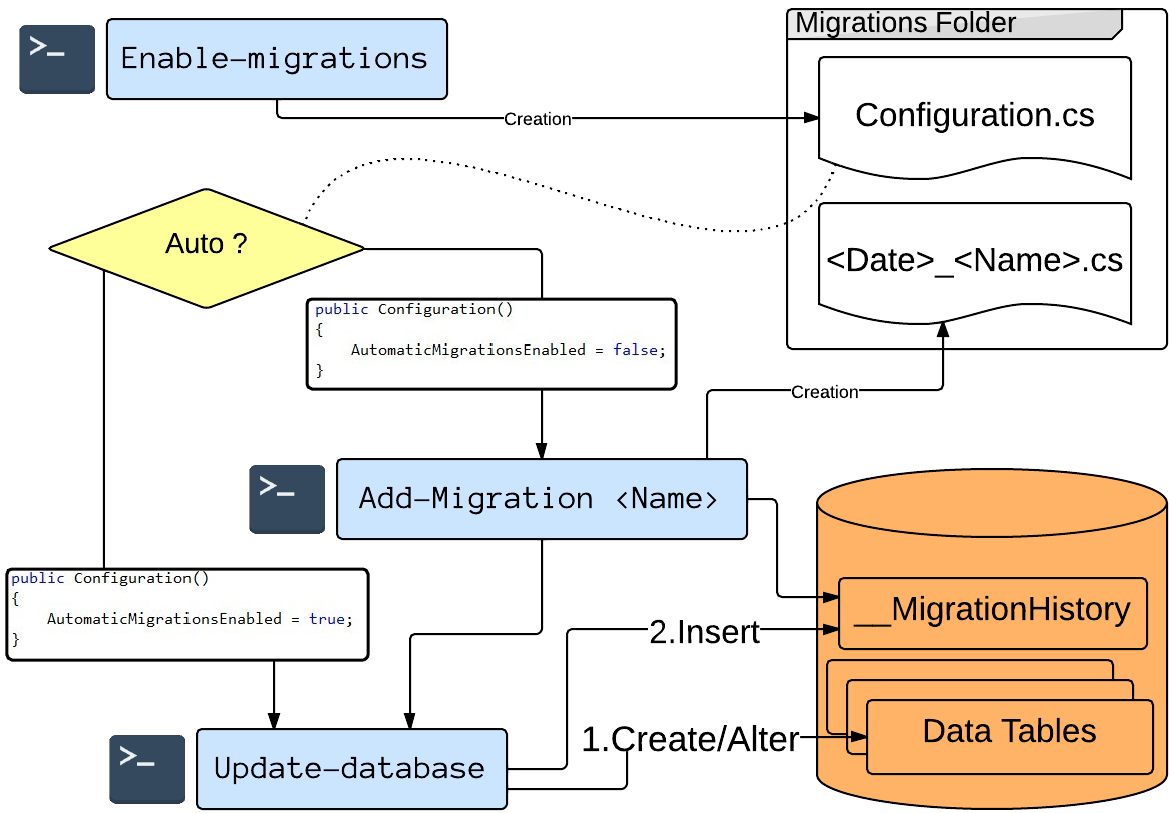 >_
Enable-migrations
Migrations Folder
Configuration.cs
Creation
Auto ?
<Date>_<Name>.cs
public Configuration()
{
AutomaticMigrationsEnabled = false;
}
Creation
>_
Add-Migration <Name>
public Configuration()
{
AutomaticMigrationsEnabled = true;
}
__MigrationHistory
2.Insert
Data Tables
1.Create/Alter
>_
Update-database